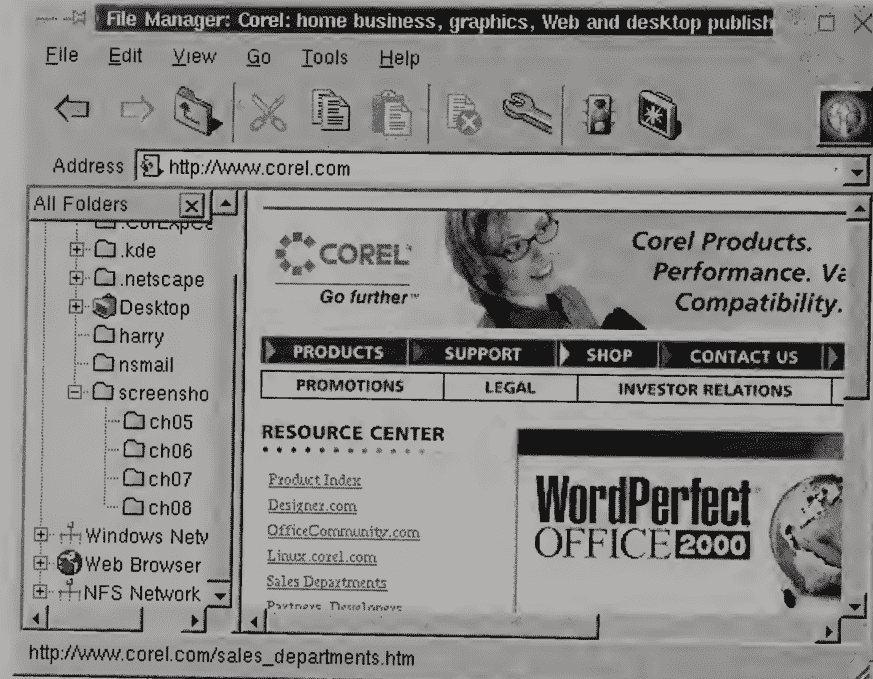 File Manager: Corel: home business, graphics, Web and desktop publish
File Edit View Go Tools Help
Address http://www.corel.com
All Folders
.CorExpCa
.kde
.netscape
Desktop
harry
nsmail
screensho
ch05
ch06
ch07
ch08
Windows Netv
Web Browser
NFS Network
COREL
Go further™
Corel Products.
Performance. Va
Compatibility.
PRODUCTS SUPPORT SHOP CONTACT US
PROMOTIONS LEGAL INVESTOR RELATIONS
RESOURCE CENTER
Product Index
Designer.com
OfficeCommunity.com
Linux.corel.com
Sales Departments
Partners, Developers
WordPerfect
OFFICE 2000
http://www.corel.com/sales_departments.htm